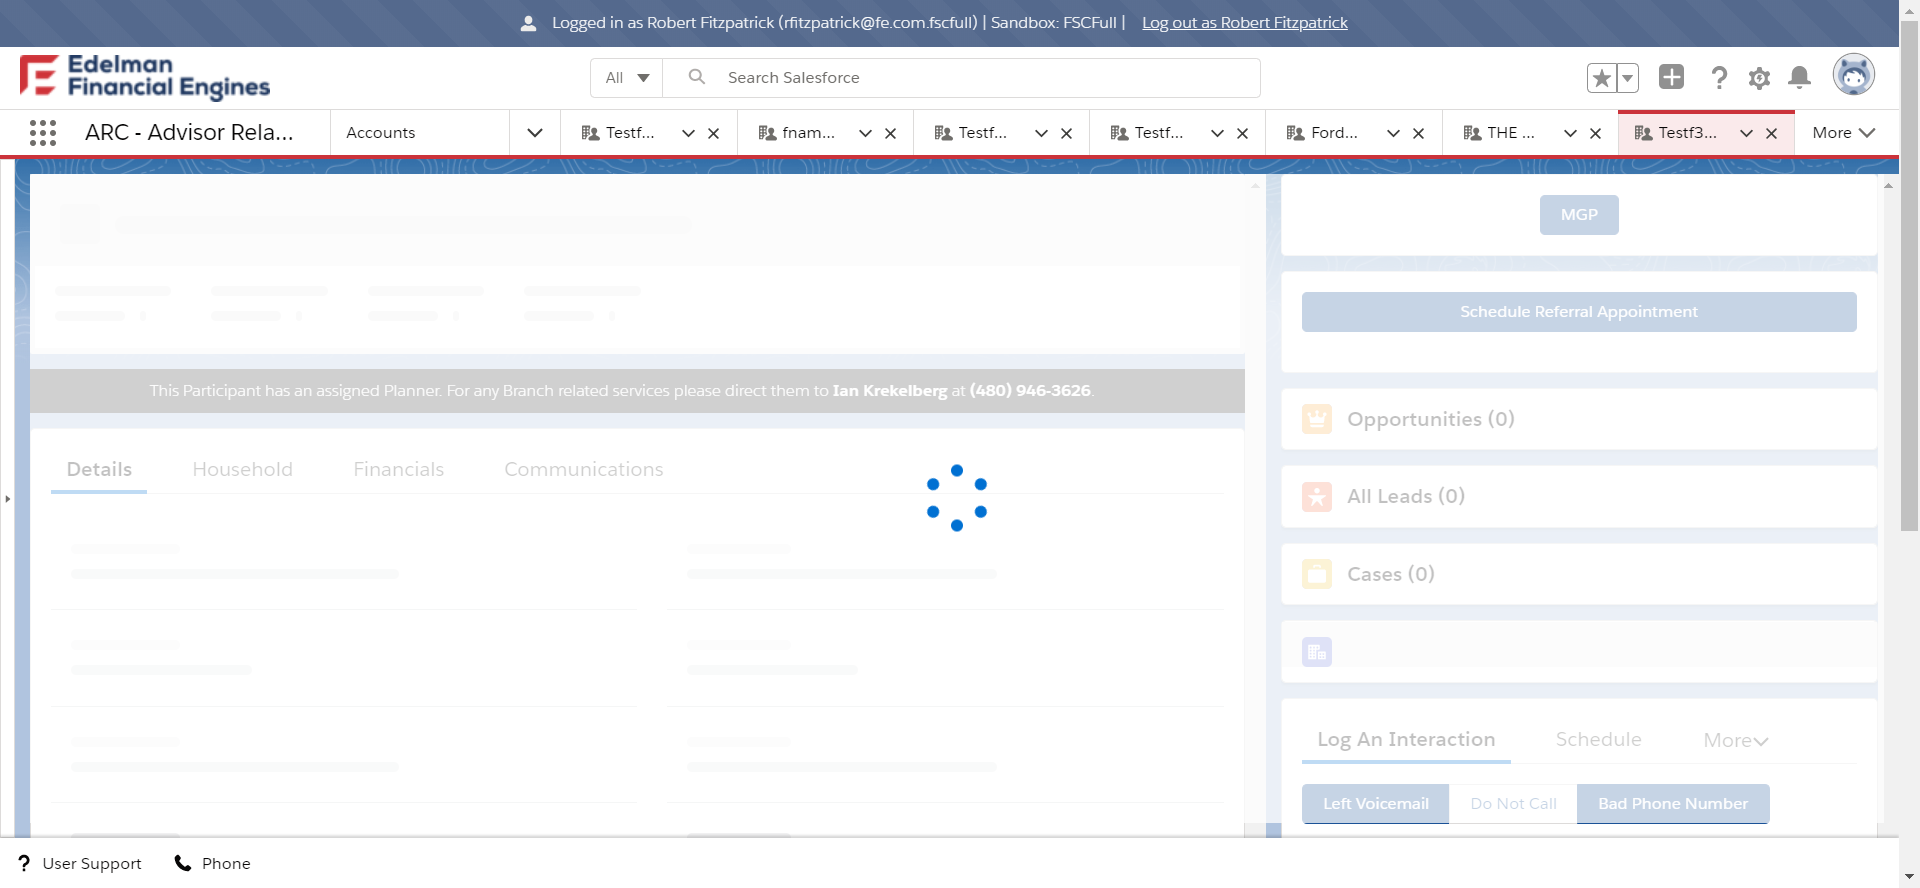 Logged in as Robert Fitzpatrick (rfitzpatrick@fe.com.fscfull) | Sandbox: FSCFull | Log out as Robert Fitzpatrick
Edelman
Financial Engines
All
Search Salesforce
ARC - Advisor Rela...
Accounts
Testf...
fnam...
Testf...
Testf...
Ford...
THE ...
Testf3...
More
MGP
Schedule Referral Appointment
This Participant has an assigned Planner. For any Branch related services please direct them to Ian Krekelberg at (480) 946-3626.
Details
Household
Financials
Communications
Opportunities (0)
All Leads (0)
Cases (0)
Log An Interaction
Schedule
More
Left Voicemail
Do Not Call
Bad Phone Number
User Support
Phone